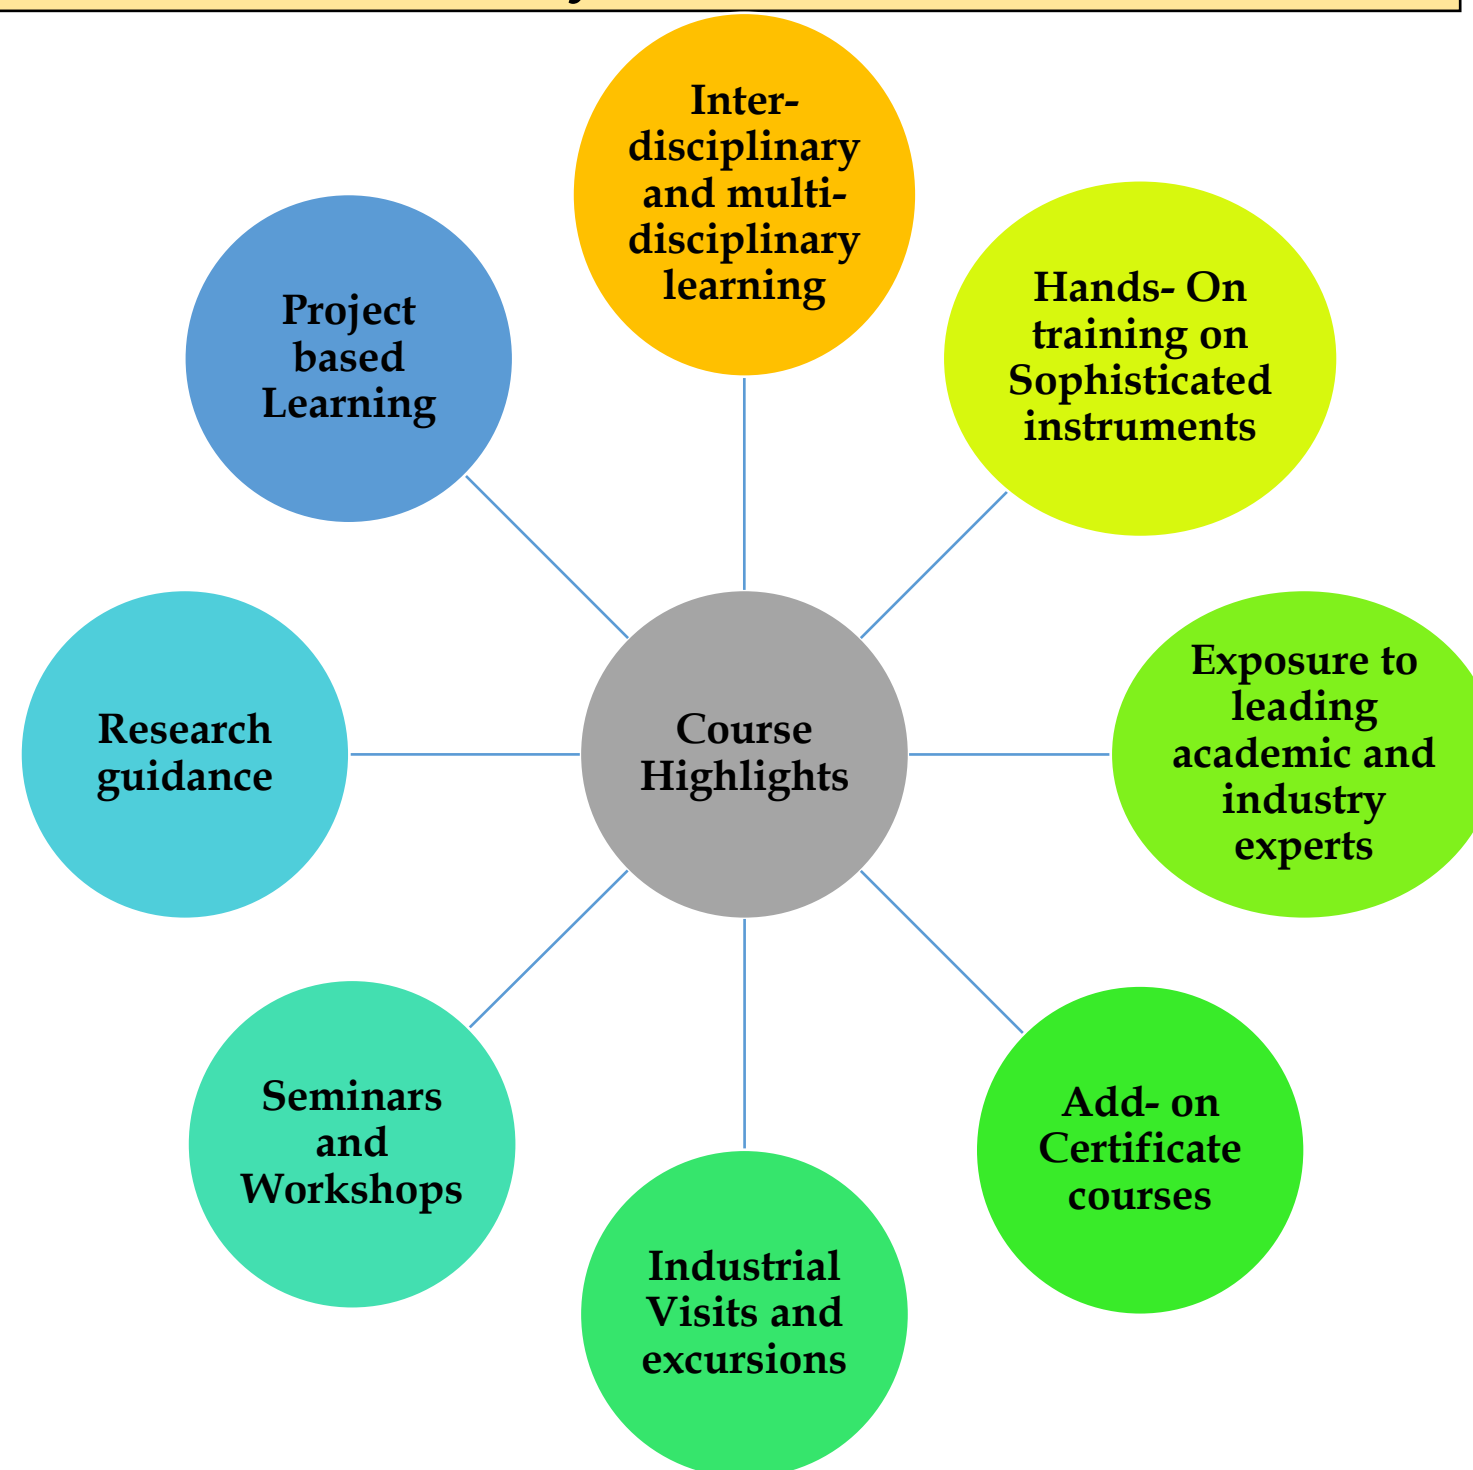 Inter-
disciplinary
and multi-
disciplinary
learning
Hands- On
training on
Sophisticated
instruments
Exposure to
leading
academic and
industry
experts
Add- on
Certificate
courses
Industrial
Visits and
excursions
Seminars
and
Workshops
Research
guidance
Project
based
Learning
Course
Highlights